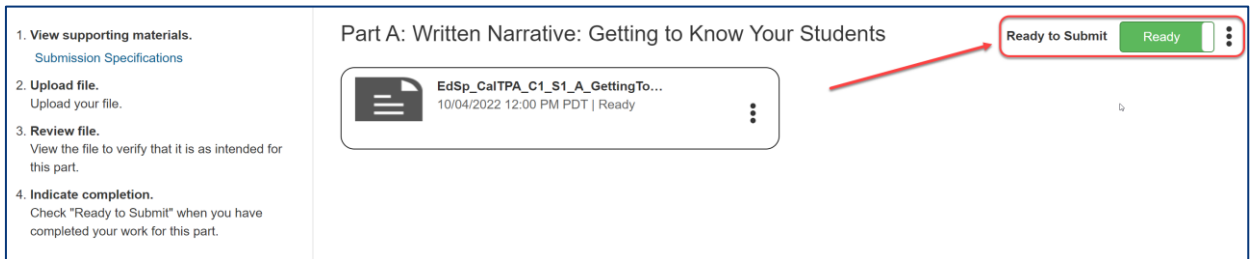 1. View supporting materials.
Submission Specifications
2. Upload file.
Upload your file.
3. Review file.
View the file to verify that it is as intended for
this part.
4. Indicate completion.
Check "Ready to Submit" when you have
completed your work for this part.
Part A: Written Narrative: Getting to Know Your Students
Ready to Submit Ready
EdSp_CalTPA_C1_S1_A_GettingTo...
10/04/2022 12:00 PM PDT | Ready